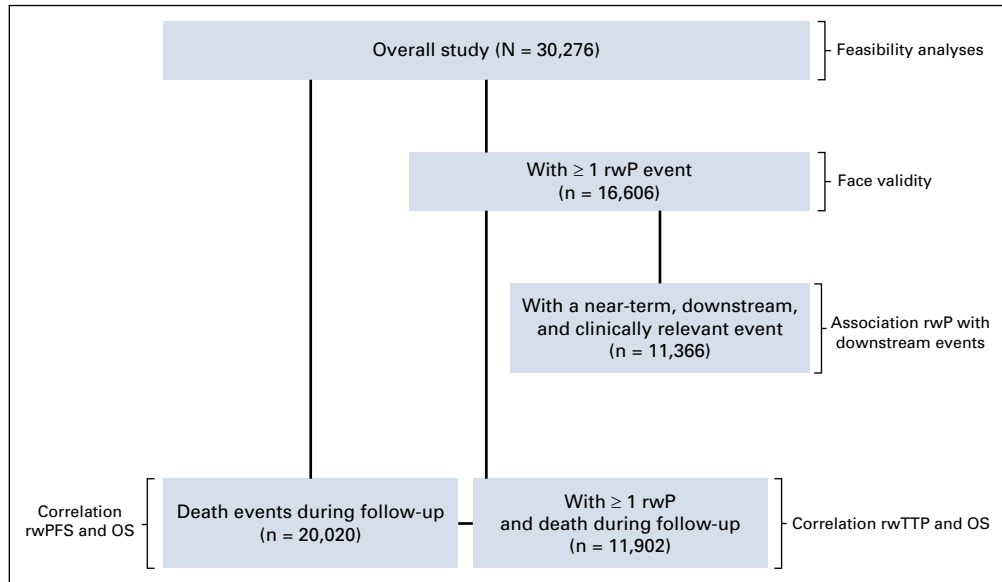 Overall study (N = 30,276)
Feasibility analyses
With ≥ 1 rwP event
(n = 16,606)
Face validity
With a near-term, downstream,
and clinically relevant event
(n = 11,366)
Association rwP with
downstream events
Correlation
rwPFS and OS
Death events during follow-up
(n = 20,020)
With ≥ 1 rwP
and death during follow-up
(n = 11,902)
Correlation rwTTP and OS